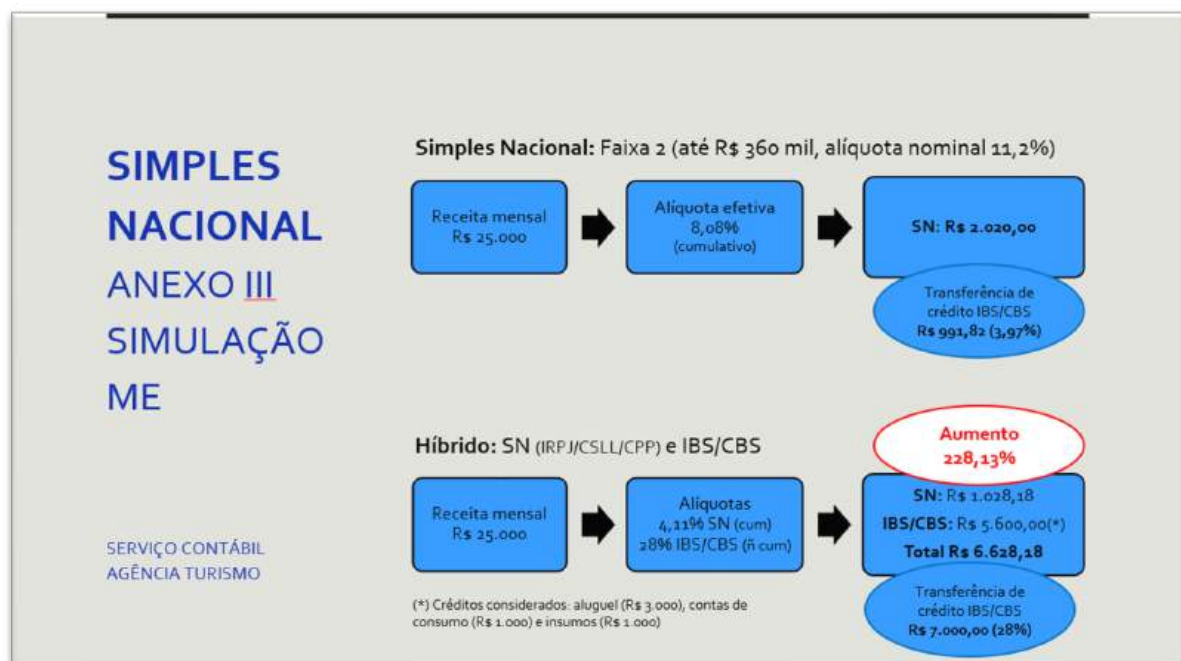 SIMPLES
NACIONAL
ANEXO III
SIMULAÇÃO
ME
SERVIÇO CONTÁBIL
AGÊNCIA TURISMO
Simples Nacional: Faixa 2 (até R$ 360 mil, alíquota nominal 11,2%)
Receita mensal
R$ 25.000
Alíquota efetiva
8,08%
(cumulativo)
SN: R$ 2.020,00
Transferência de
crédito IBS/CBS
R$ 991,82 (3,97%)
Híbrido: SN (IRPJ/CSLL/CPP) e IBS/CBS
Aumento
228,13%
Receita mensal
R$ 25.000
Alíquotas
4,11% SN (cum)
28% IBS/CBS (ñ cum)
SN: R$ 1.028,18
IBS/CBS: R$ 5.600,00(*)
Total R$ 6.628,18
Transferência de
crédito IBS/CBS
R$ 7.000,00 (28%)
(*) Créditos considerados: aluguel (R$ 3.000), contas de
consumo (R$ 1.000) e insumos (R$ 1.000)